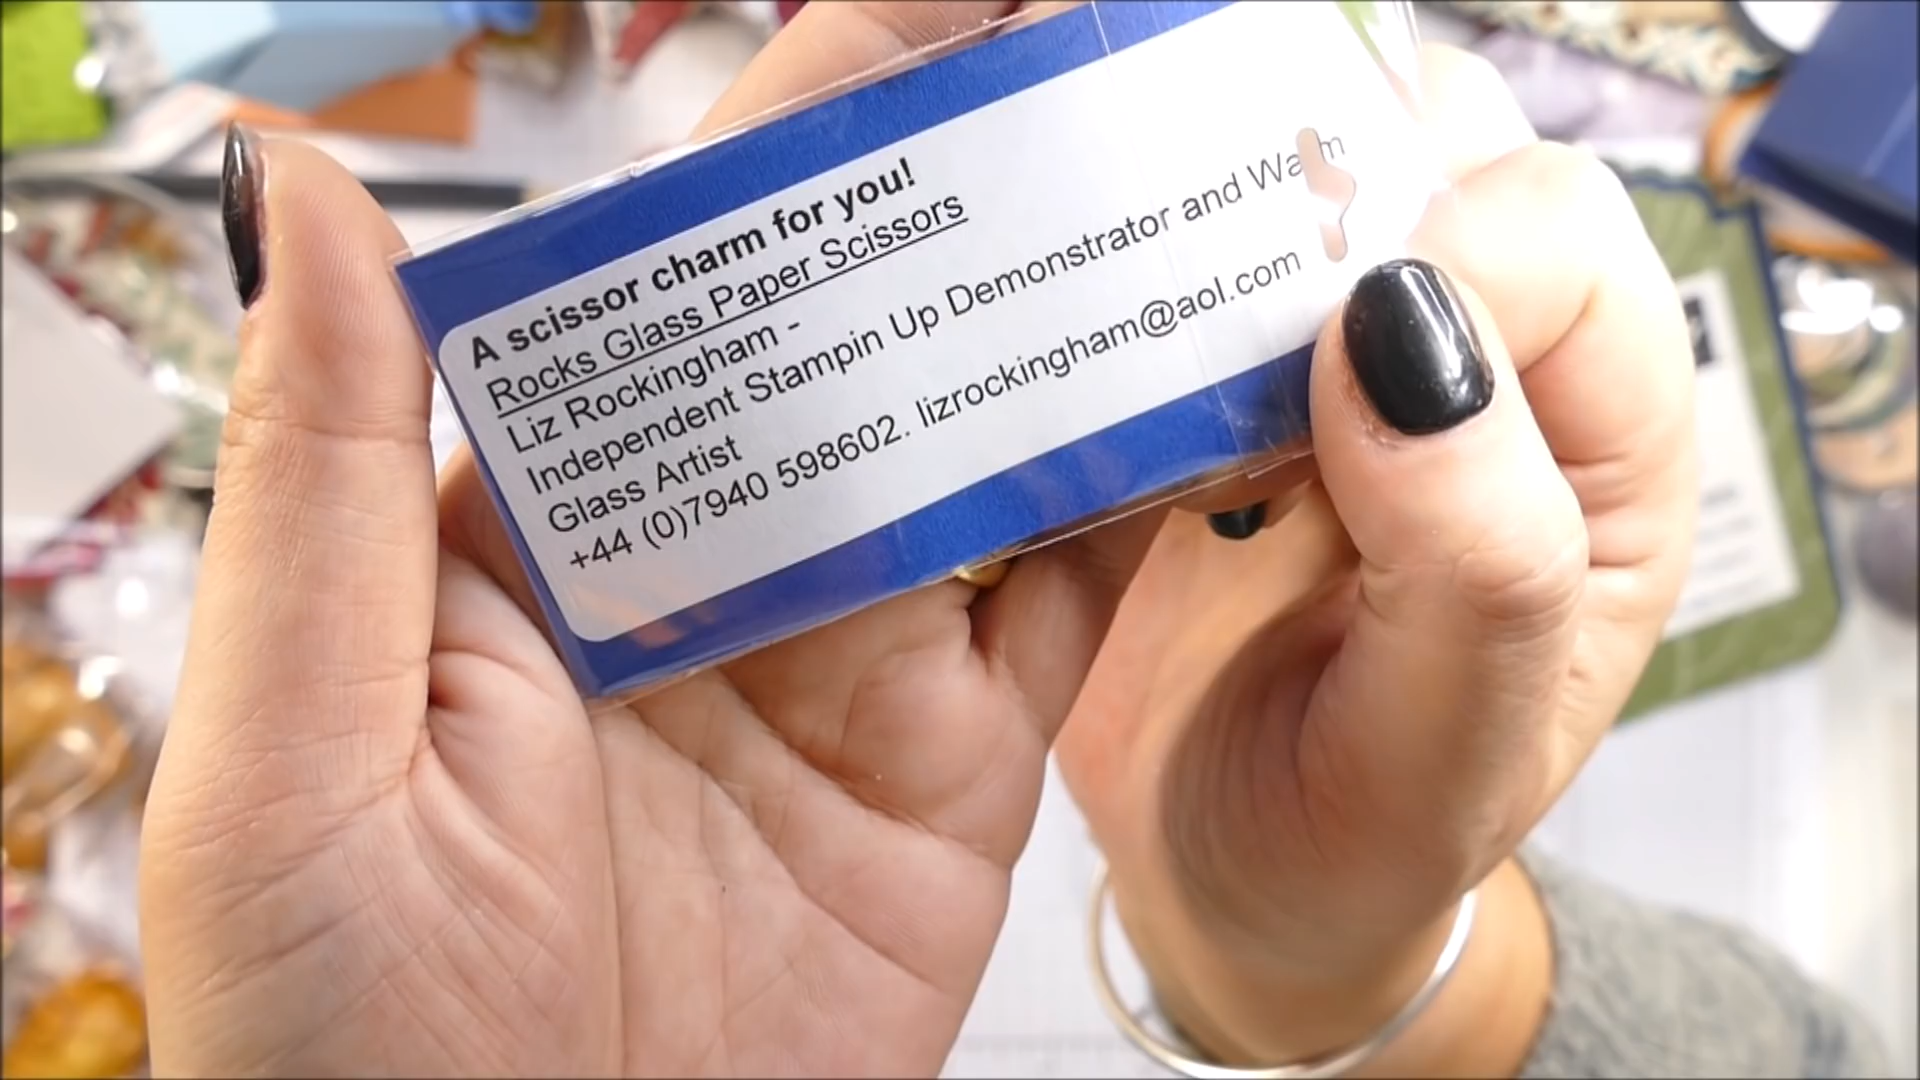 A scissor charm for you!
Rocks Glass Paper Scissors
Liz Rockingham -
Independent Stampin Up Demonstrator and Warm
Glass Artist
+44 (0)7940 598602. lizrockingham@aol.com